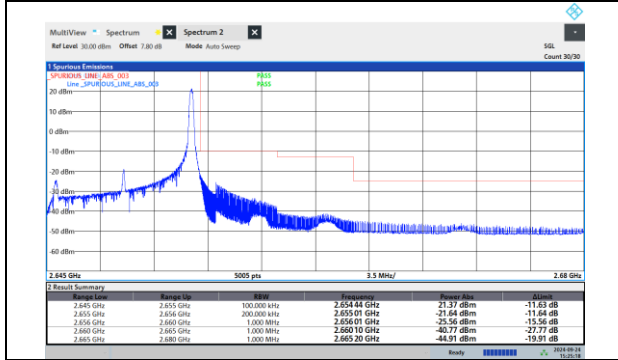 MultiView Spectrum Spectrum 2
Ref Level 30.00 dBm Offset 7.80 dB Mode Auto Sweep SGL
Count 30/30
1 Spurious Emissions
_SPURIOUS_LINE_ABS_003 PASS
Line _SPURIOUS_LINE_ABS_003 PASS
20 dBm
10 dBm
0 dBm
-10 dBm
-20 dBm
-30 dBm
-40 dBm
-50 dBm
-60 dBm
2.645 GHz 5005 pts 3.5 MHz/ 2.68 GHz
2 Result Summary
Range Low Range Up RBW Frequency Power Abs ΔLimit
2.645 GHz 2.655 GHz 100.000 kHz 2.654 44 GHz 21.37 dBm -11.63 dB
2.655 GHz 2.656 GHz 200.000 kHz 2.655 01 GHz -21.64 dBm -11.64 dB
2.656 GHz 2.660 GHz 1.000 MHz 2.656 01 GHz -25.56 dBm -15.56 dB
2.660 GHz 2.665 GHz 1.000 MHz 2.660 10 GHz -40.77 dBm -27.77 dB
2.665 GHz 2.680 GHz 1.000 MHz 2.665 20 GHz -44.91 dBm -19.91 dB
Ready 2024-09-24
15:25:18